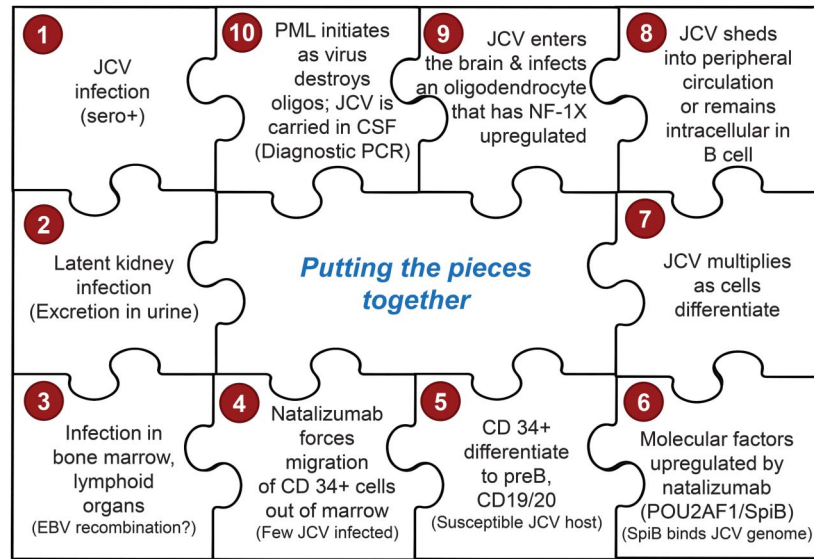 1
JCV
infection
(sero+)
10
PML initiates
as virus
destroys
oligos; JCV is
carried in CSF
(Diagnostic PCR)
9
JCV enters
the brain & infects
an oligodendrocyte
that has NF-1X
upregulated
8
JCV sheds
into peripheral
circulation
or remains
intracellular in
B cell
2
Latent kidney
infection
(Excretion in urine)
Putting the pieces
together
7
JCV multiplies
as cells
differentiate
3
Infection in
bone marrow,
lymphoid
organs
(EBV recombination?)
4
Natalizumab
forces
migration
of CD 34+ cells
out of marrow
(Few JCV infected)
5
CD 34+
differentiate
to preB,
CD19/20
(Susceptible JCV host)
6
Molecular factors
upregulated by
natalizumab
(POU2AF1/SpiB)
(SpiB binds JCV genome)